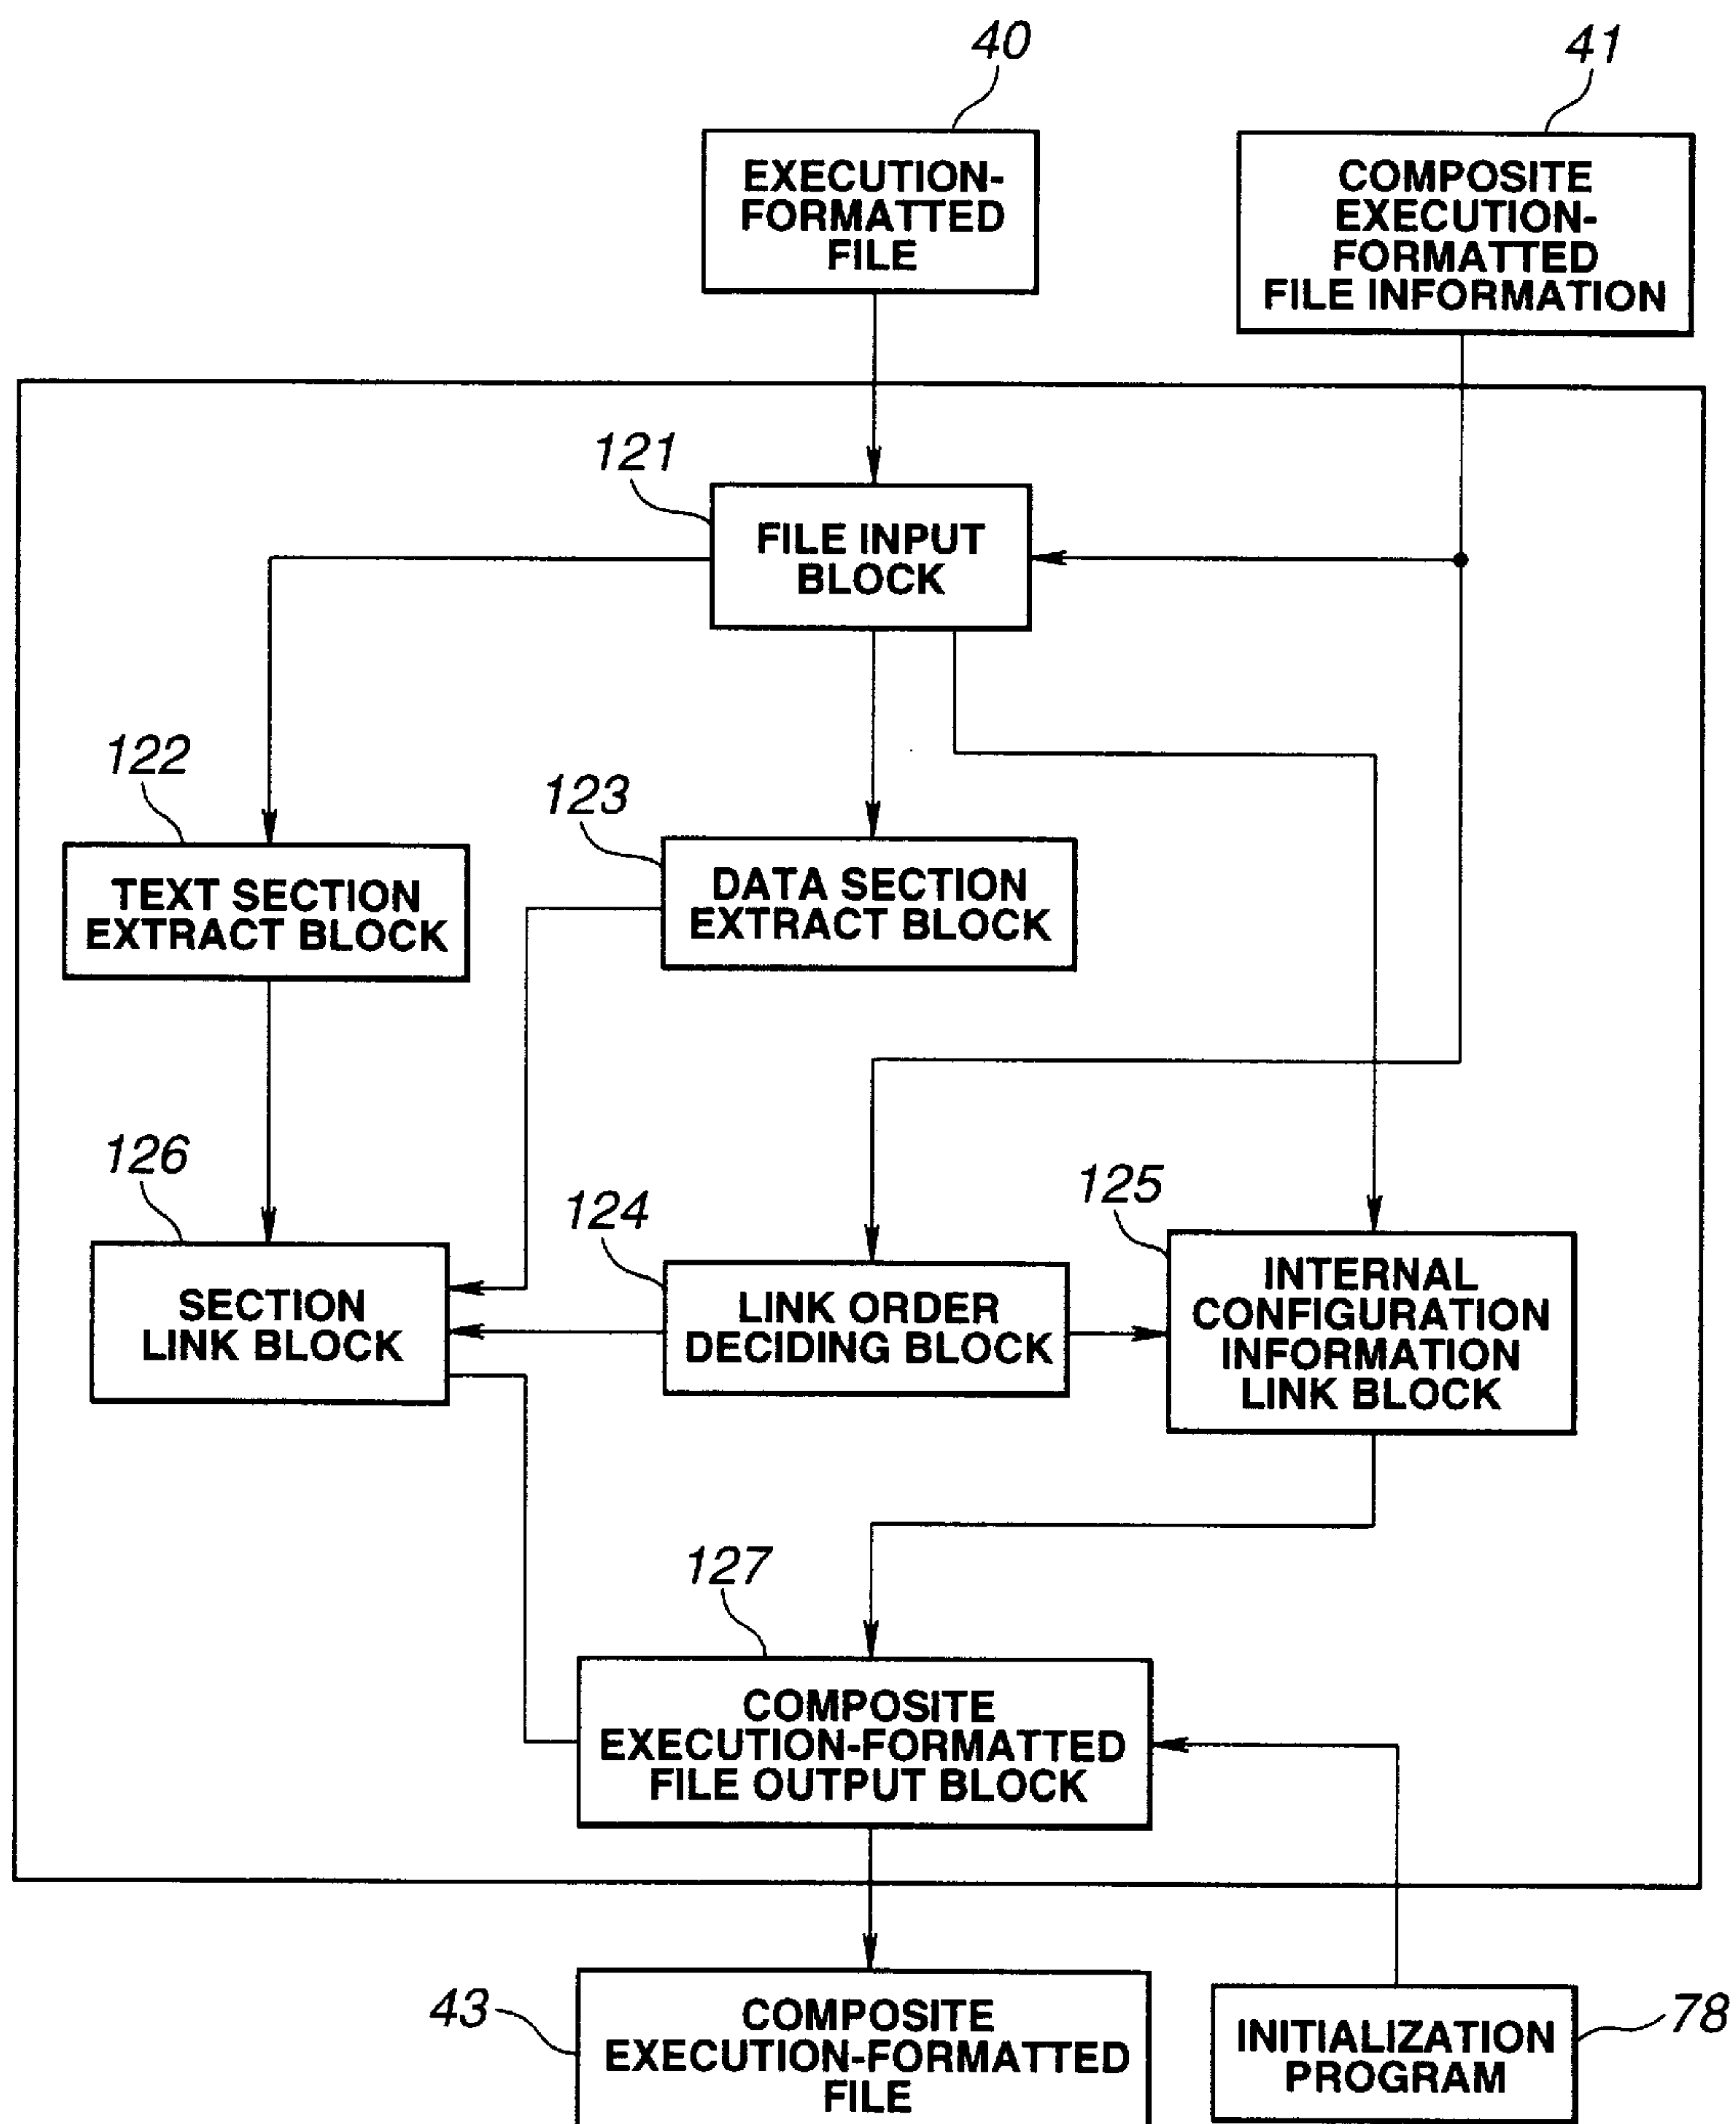 40
41
EXECUTION-
FORMATTED
FILE
COMPOSITE
EXECUTION-
FORMATTED
FILE INFORMATION
121
FILE INPUT
BLOCK
122
TEXT SECTION
EXTRACT BLOCK
123
DATA SECTION
EXTRACT BLOCK
126
SECTION
LINK BLOCK
124
LINK ORDER
DECIDING BLOCK
125
INTERNAL
CONFIGURATION
INFORMATION
LINK BLOCK
127
COMPOSITE
EXECUTION-FORMATTED
FILE OUTPUT BLOCK
43
COMPOSITE
EXECUTION-FORMATTED
FILE
INITIALIZATION
PROGRAM
78